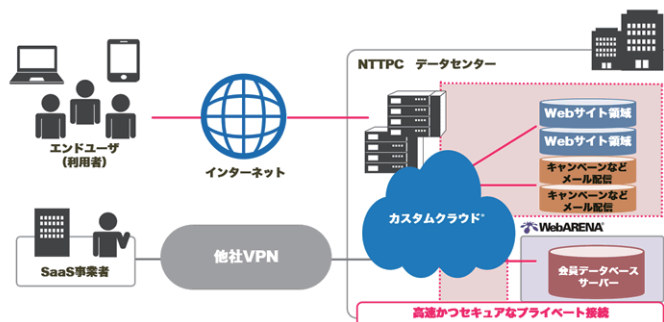 NTTPC データセンター
エンドユーザ
(利用者)
インターネット
Webサイト領域
Webサイト領域
キャンペーンなど
メール配信
キャンペーンなど
メール配信
カスタムクラウド®
WebARENA®
SaaS事業者
他社VPN
会員データベース
サーバー
高速かつセキュアなプライベート接続